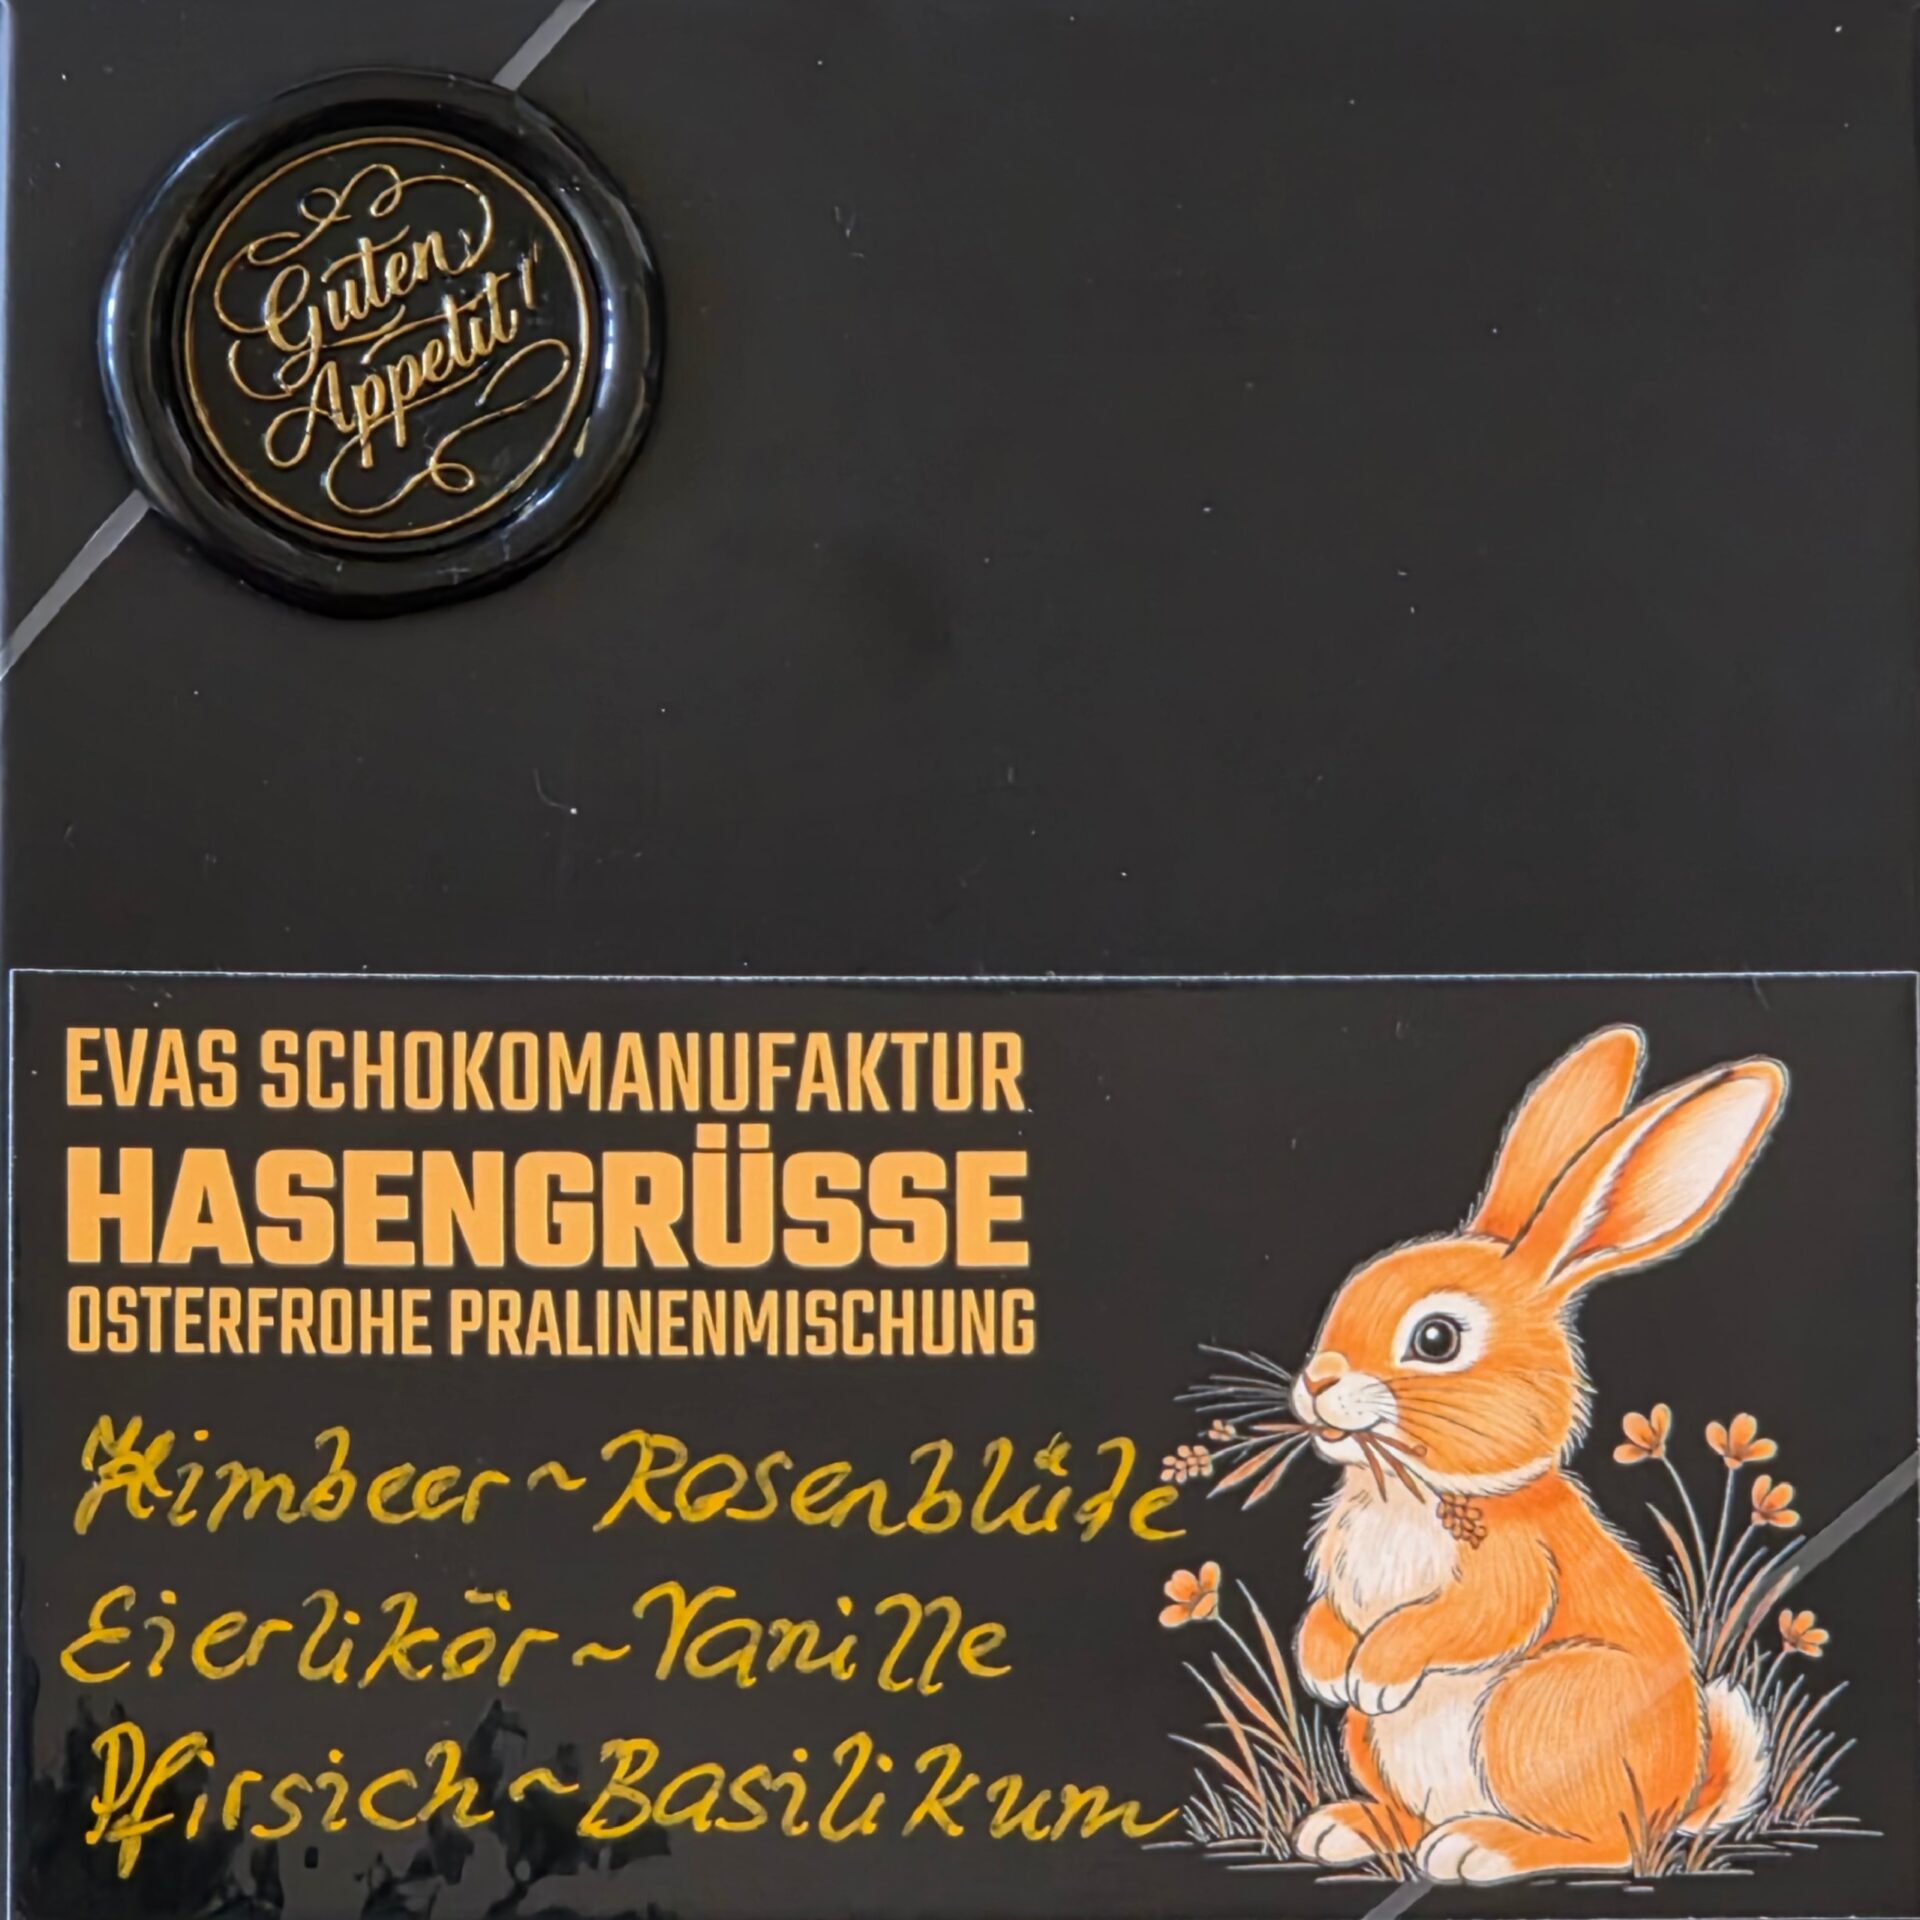 Guten
Appetit!
EVAS SCHOKOMANUFAKTUR
HASENGRÜSSE
OSTERFROHE PRALINENMISCHUNG
Himbeer~Rosenblüte
Eierlikör~Vanille
Pfirsich~Basilikum